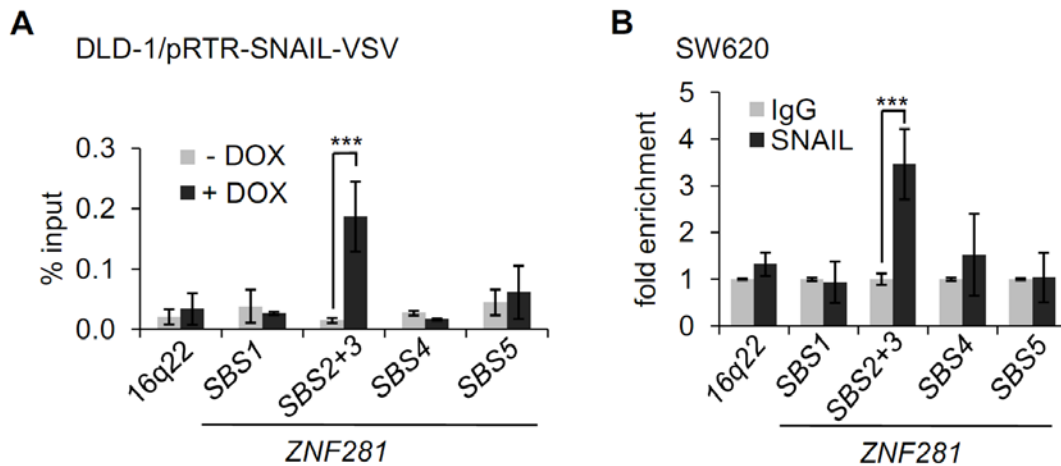 A
DLD-1/pRTR-SNAIL-VSV
% input
0.3
0.2
0.1
0.0
- DOX
+ DOX
***
16q22
SBS1
SBS2+3
SBS4
SBS5
ZNF281
B
SW620
fold enrichment
5
4
3
2
1
0
IgG
SNAIL
***
16q22
SBS1
SBS2+3
SBS4
SBS5
ZNF281